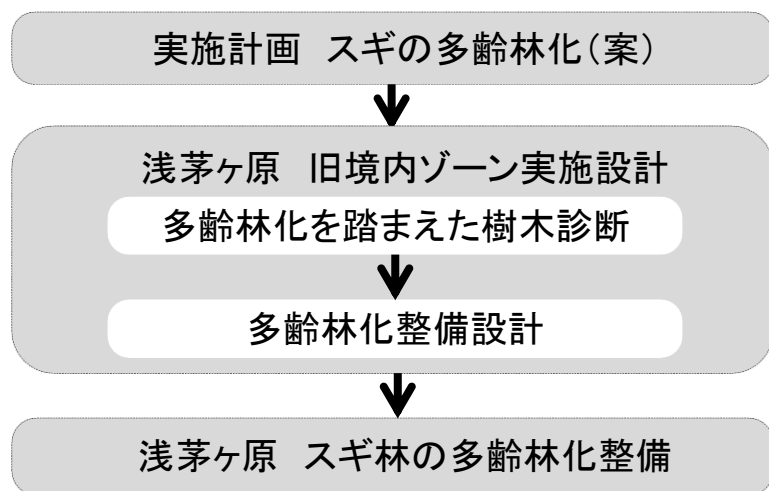 実施計画　スギの多齢林化（案）
浅茅ヶ原　旧境内ゾーン実施設計
多齢林化を踏まえた樹木診断
多齢林化整備設計
浅茅ヶ原　スギ林の多齢林化整備